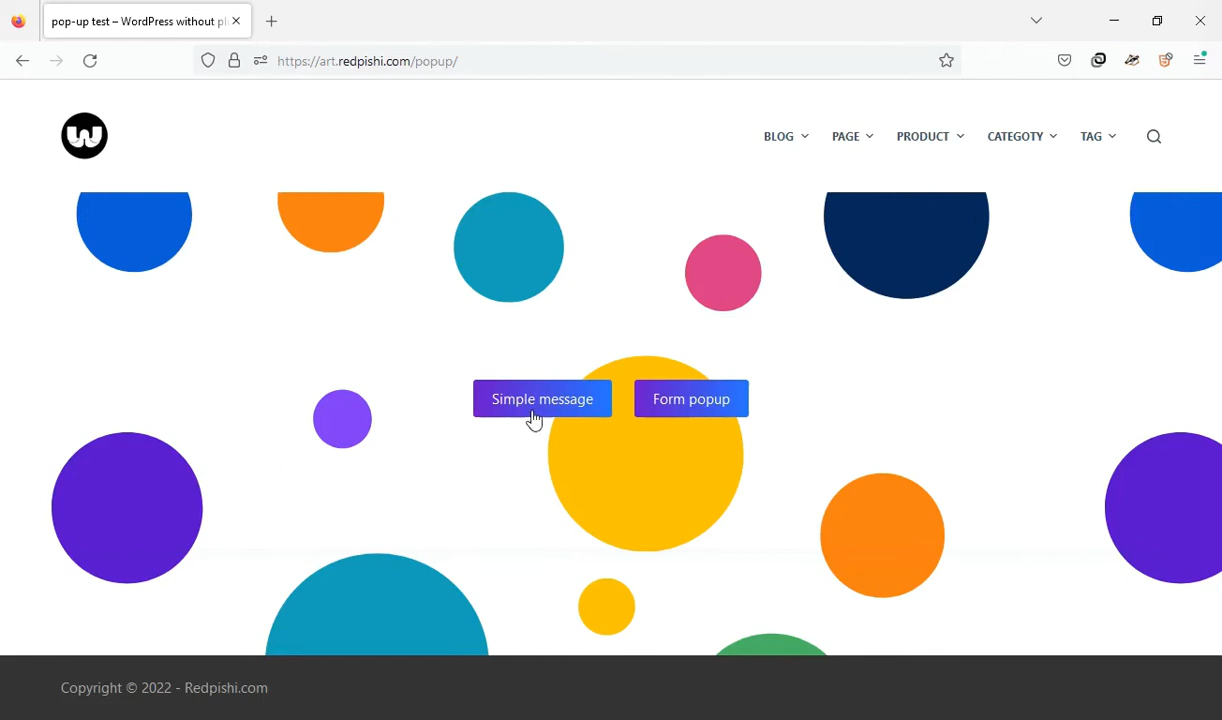 pop-up test – WordPress without pl
https://art.redpishi.com/popup/
W
BLOG PAGE PRODUCT CATEGOTY TAG
Simple message Form popup
Copyright © 2022 - Redpishi.com